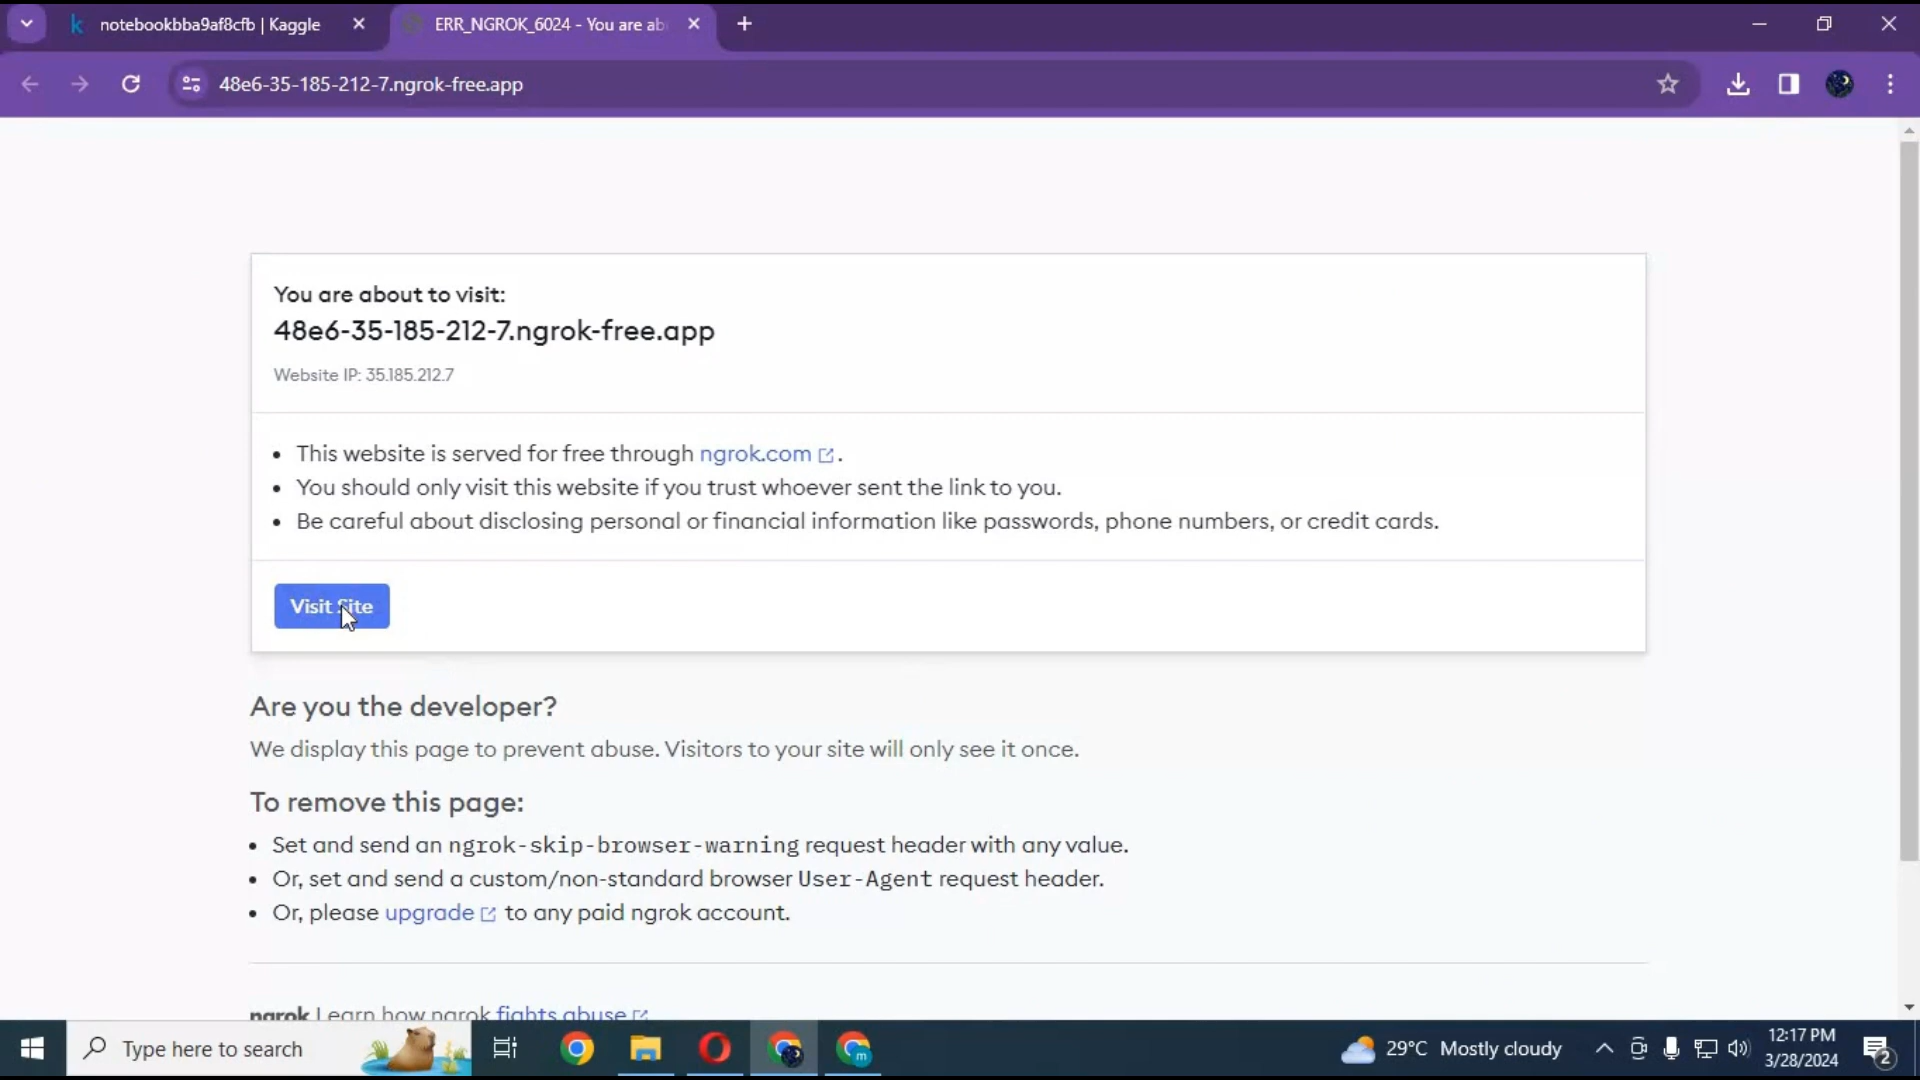 notebookbba9af8cfb | Kaggle
ERR_NGROK_6024 - You are ab
48e6-35-185-212-7.ngrok-free.app
You are about to visit:
48e6-35-185-212-7.ngrok-free.app
Website IP: 35.185.212.7
• This website is served for free through ngrok.com.
• You should only visit this website if you trust whoever sent the link to you.
• Be careful about disclosing personal or financial information like passwords, phone numbers, or credit cards.
Visit Site
Are you the developer?
We display this page to prevent abuse. Visitors to your site will only see it once.
To remove this page:
• Set and send an ngrok-skip-browser-warning request header with any value.
• Or, set and send a custom/non-standard browser User-Agent request header.
• Or, please upgrade to any paid ngrok account.
ngrok Learn how ngrok fights abuse
Type here to search
29°C Mostly cloudy
12:17 PM
3/28/2024
2